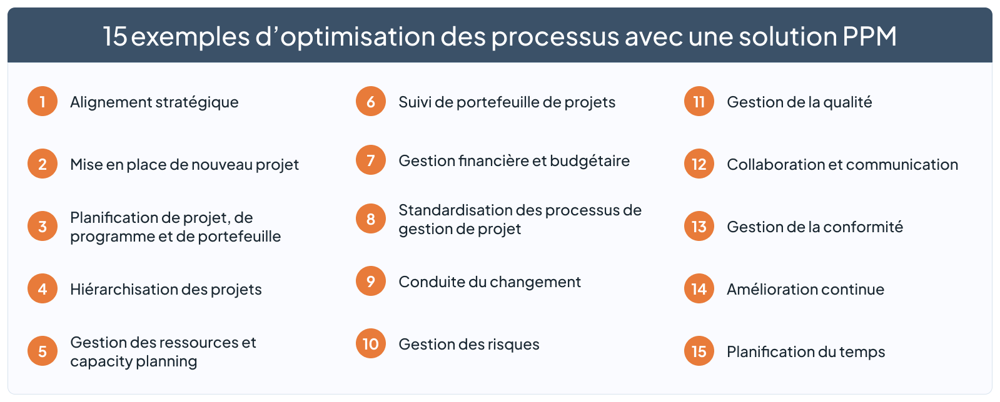 15 exemples d’optimisation des processus avec une solution PPM
1 Alignement stratégique
2 Mise en place de nouveau projet
3 Planification de projet, de
programme et de portefeuille
4 Hiérarchisation des projets
5 Gestion des ressources et
capacity planning
6 Suivi de portefeuille de projets
7 Gestion financière et budgétaire
8 Standardisation des processus de
gestion de projet
9 Conduite du changement
10 Gestion des risques
11 Gestion de la qualité
12 Collaboration et communication
13 Gestion de la conformité
14 Amélioration continue
15 Planification du temps